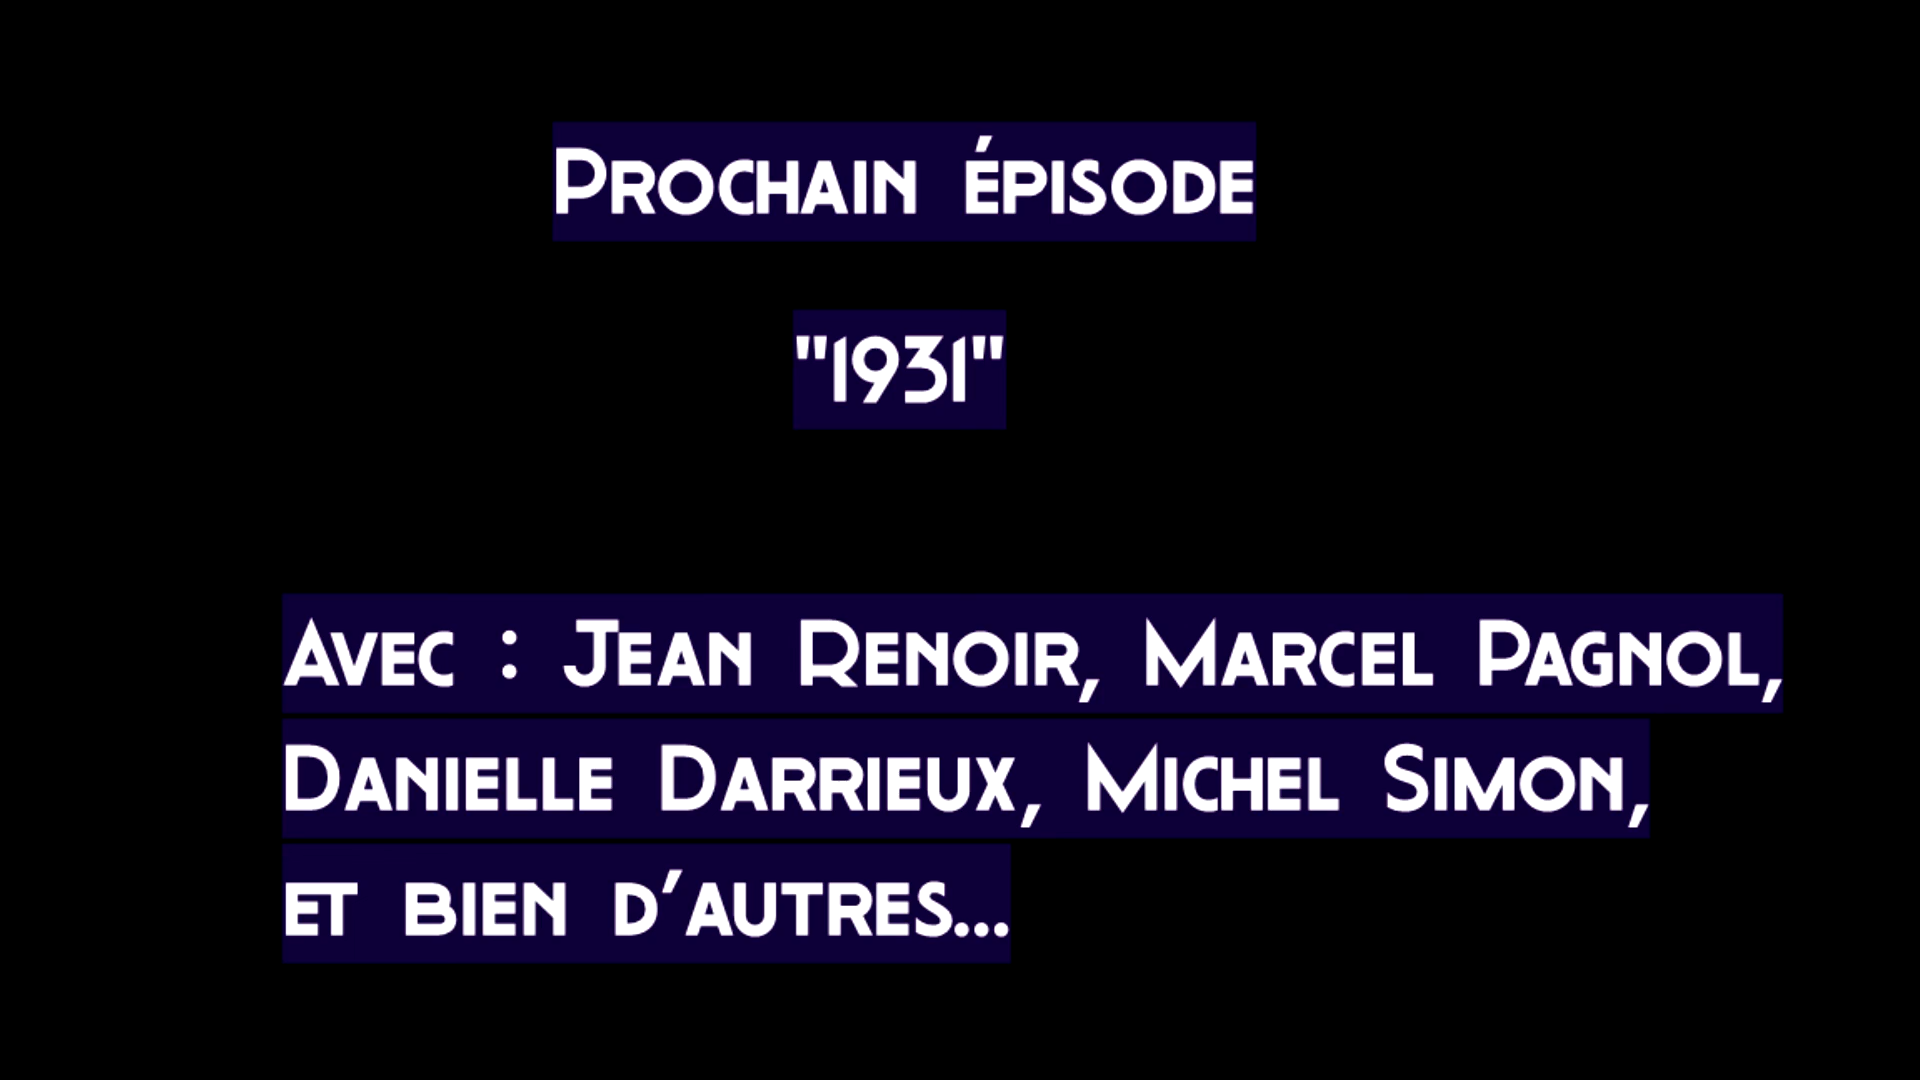 Prochain épisode
"1931"
Avec : Jean Renoir, Marcel Pagnol,
Danielle Darrieux, Michel Simon,
et bien d'autres...